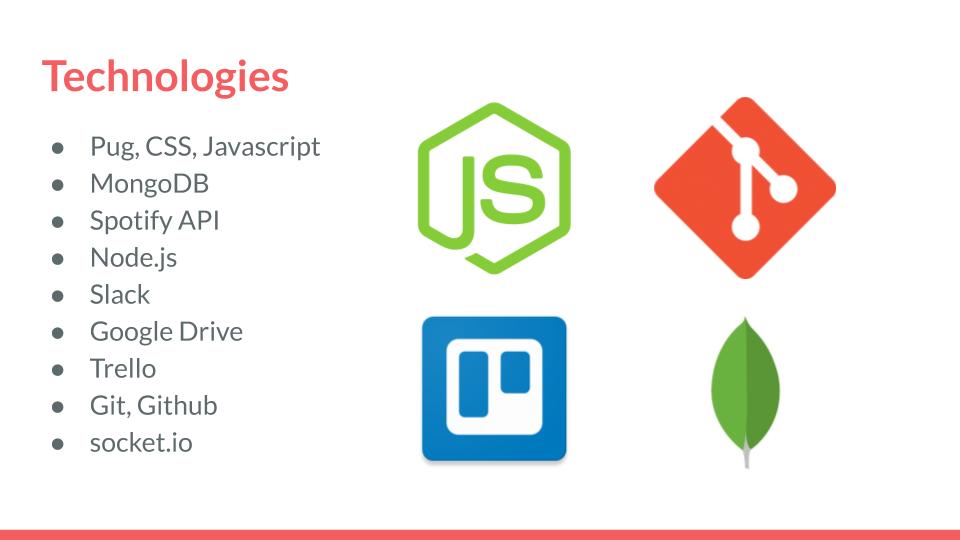 Technologies
● Pug, CSS, Javascript
● MongoDB
● Spotify API
● Node.js
● Slack
● Google Drive
● Trello
● Git, Github
● socket.io
JS